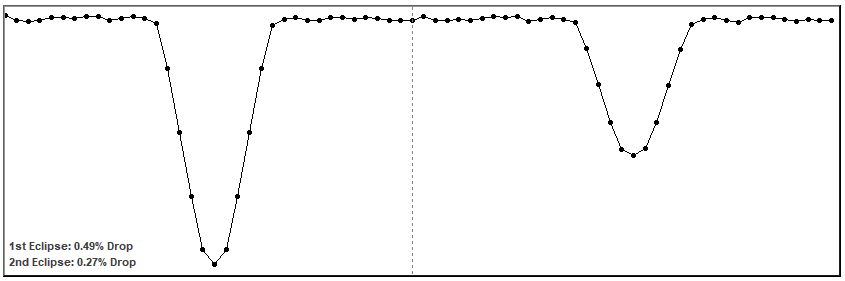 1st Eclipse: 0.49% Drop
2nd Eclipse: 0.27% Drop